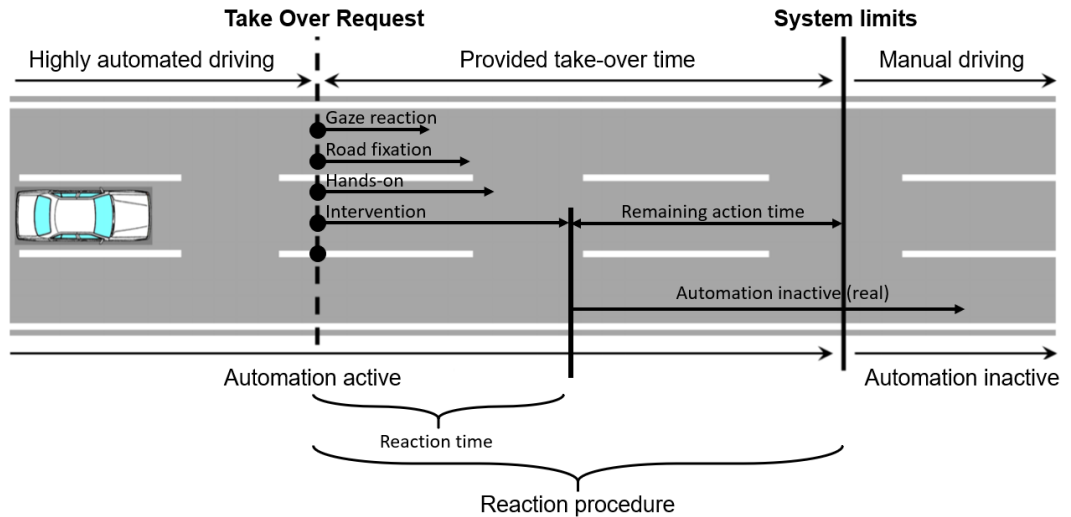 Take Over Request
System limits
Highly automated driving
Provided take-over time
Manual driving
Gaze reaction
Road fixation
Hands-on
Intervention
Remaining action time
Automation inactive (real)
Automation active
Automation inactive
Reaction time
Reaction procedure